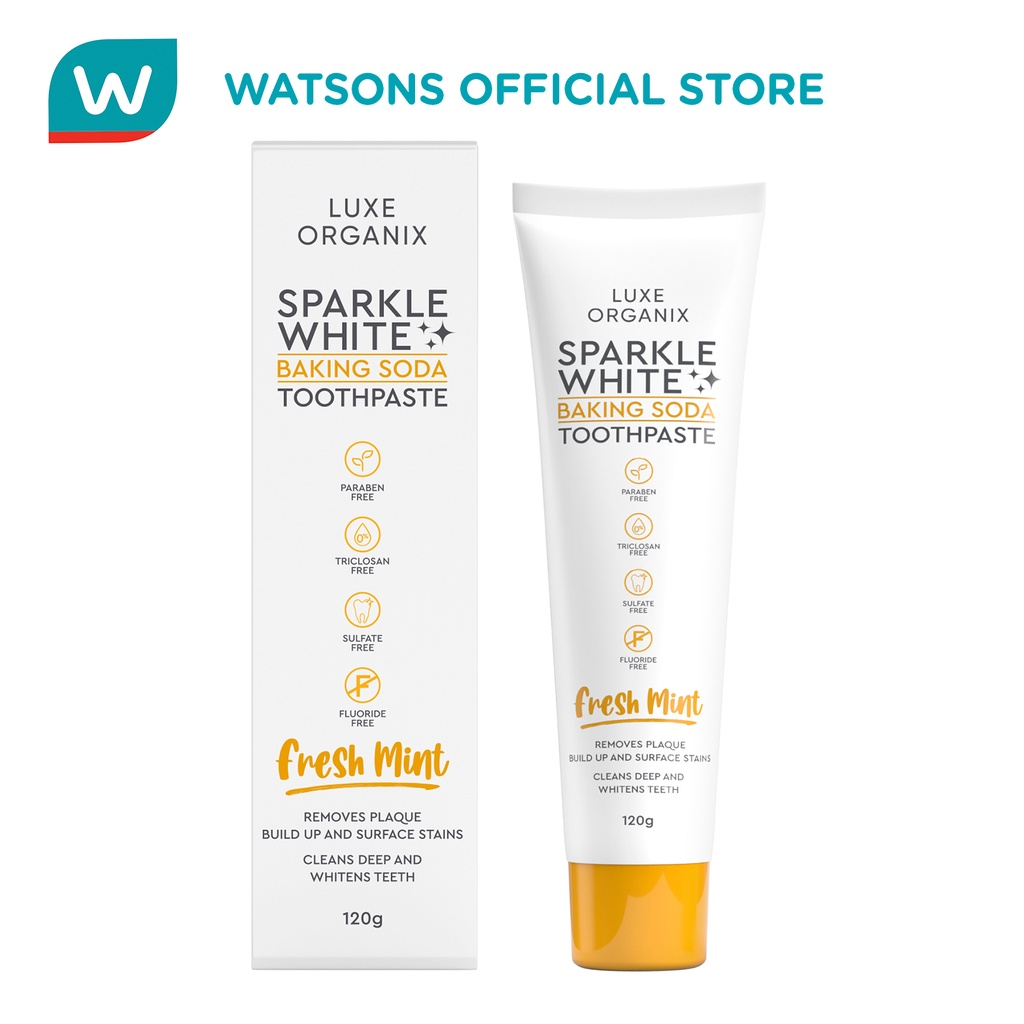 W
WATSONS OFFICIAL STORE
LUXE
ORGANIX
SPARKLE
WHITE
BAKING SODA
TOOTHPASTE
PARABEN
FREE
0%
TRICLOSAN
FREE
SULFATE
FREE
F
FLUORIDE
FREE
Fresh Mint
REMOVES PLAQUE
BUILD UP AND SURFACE STAINS
CLEANS DEEP AND
WHITENS TEETH
120g
LUXE
ORGANIX
SPARKLE
WHITE
BAKING SODA
TOOTHPASTE
PARABEN
FREE
0%
TRICLOSAN
FREE
SULFATE
FREE
F
FLUORIDE
FREE
Fresh Mint
REMOVES PLAQUE
BUILD UP AND SURFACE STAINS
CLEANS DEEP AND
WHITENS TEETH
120g